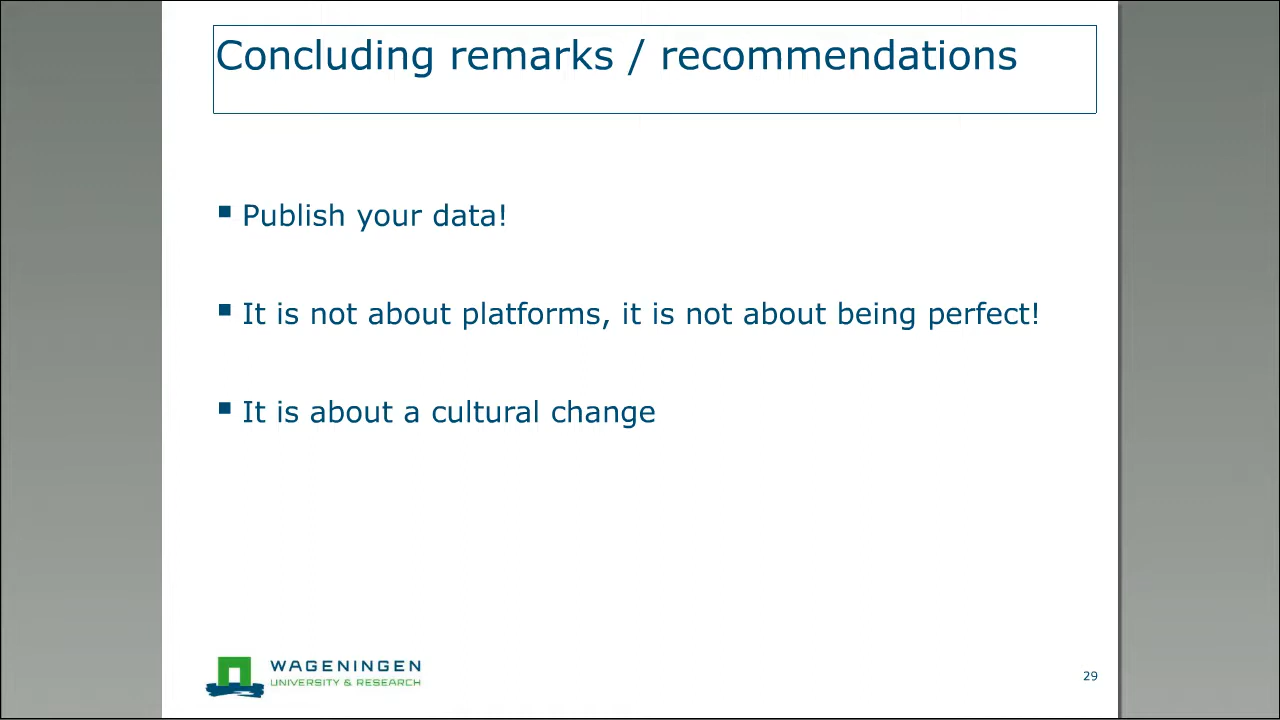 Concluding remarks / recommendations
Publish your data!
It is not about platforms, it is not about being perfect!
It is about a cultural change
WAGENINGEN
UNIVERSITY & RESEARCH
29